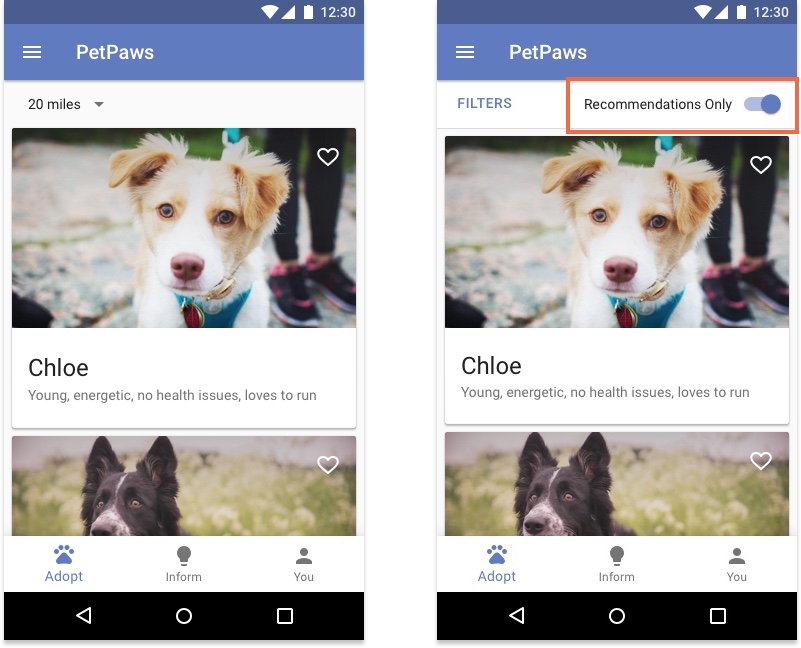 12:30
PetPaws
20 miles
Chloe
Young, energetic, no health issues, loves to run
Adopt
Inform
You
12:30
PetPaws
FILTERS
Recommendations Only
Chloe
Young, energetic, no health issues, loves to run
Adopt
Inform
You